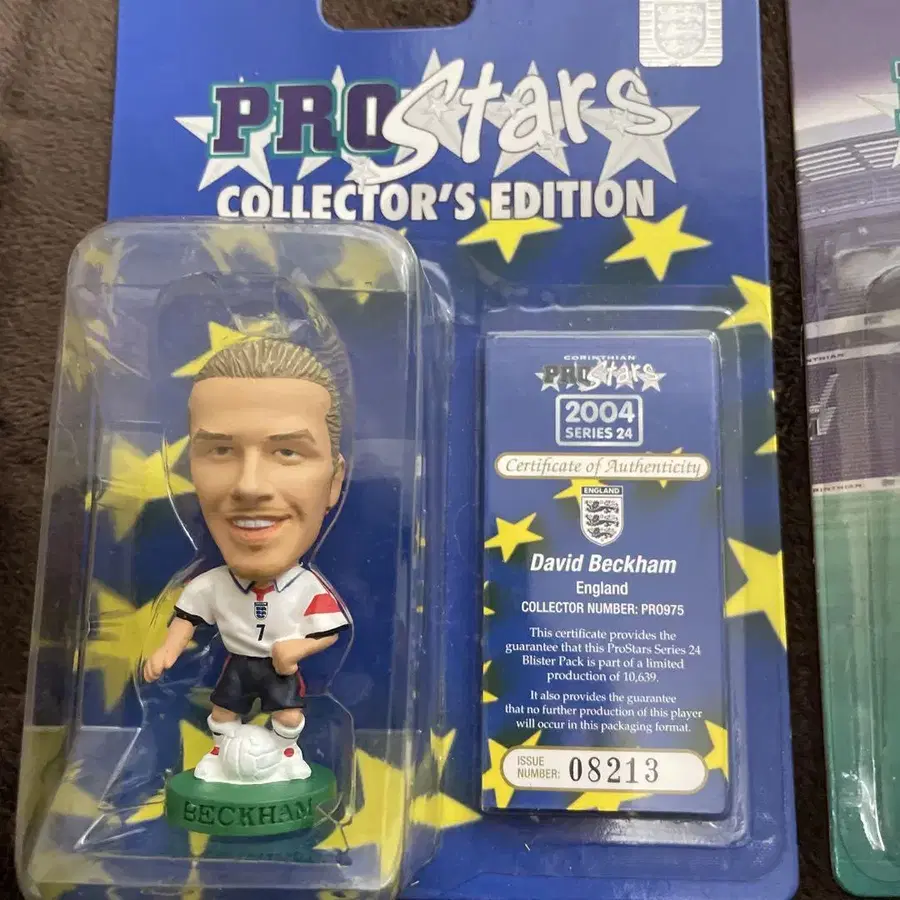 PROStars
COLLECTOR'S EDITION
CORINTHIAN
PROStars
2004
SERIES 24
Certificate of Authenticity
ENGLAND
David Beckham
England
COLLECTOR NUMBER: PRO975
This certificate provides the
guarantee that this ProStars Series 24
Blister Pack is part of a limited
production of 10,639.
It also provides the guarantee
that no further production of this player
will occur in this packaging format.
ISSUE
NUMBER: 08213
7
BECKHAM